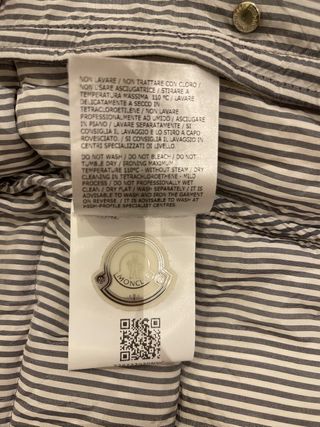 NON LAVARE / NON TRATTARE CON CLORO /
NON USARE ASCIUGATRICE / STIRARE A
TEMPERATURA MASSIMA 110 °C / LAVARE
DELICATAMENTE A SECCO IN
TETRACLOROETILENE / NON LAVARE
PROFESSIONALMENTE AD UMIDO / ASCIUGARE
IN PIANO / LAVARE SEPARATAMENTE / SI
CONSIGLIA IL LAVAGGIO E LO STIRO A CAPO
ROVESCIATO. / SI CONSIGLIA IL LAVAGGIO IN
CENTRI SPECIALIZZATI DI LIVELLO.
DO NOT WASH / DO NOT BLEACH / DO NOT
TUMBLE DRY / IRONING MAXIMUM
TEMPERATURE 110°C - WITHOUT STEAM / DRY
CLEANING IN TETRACHLOROETHENE - MILD
PROCESS / DO NOT PROFESSIONALLY WET
CLEAN / DRY FLAT / WASH SEPARATELY / IT IS
ADVISABLE TO WASH AND IRON THE GARMENT
ON REVERSE. / IT IS ADVISABLE TO WASH AT
HIGH-PROFILE SPECIALIST CENTRES.
MONCLER